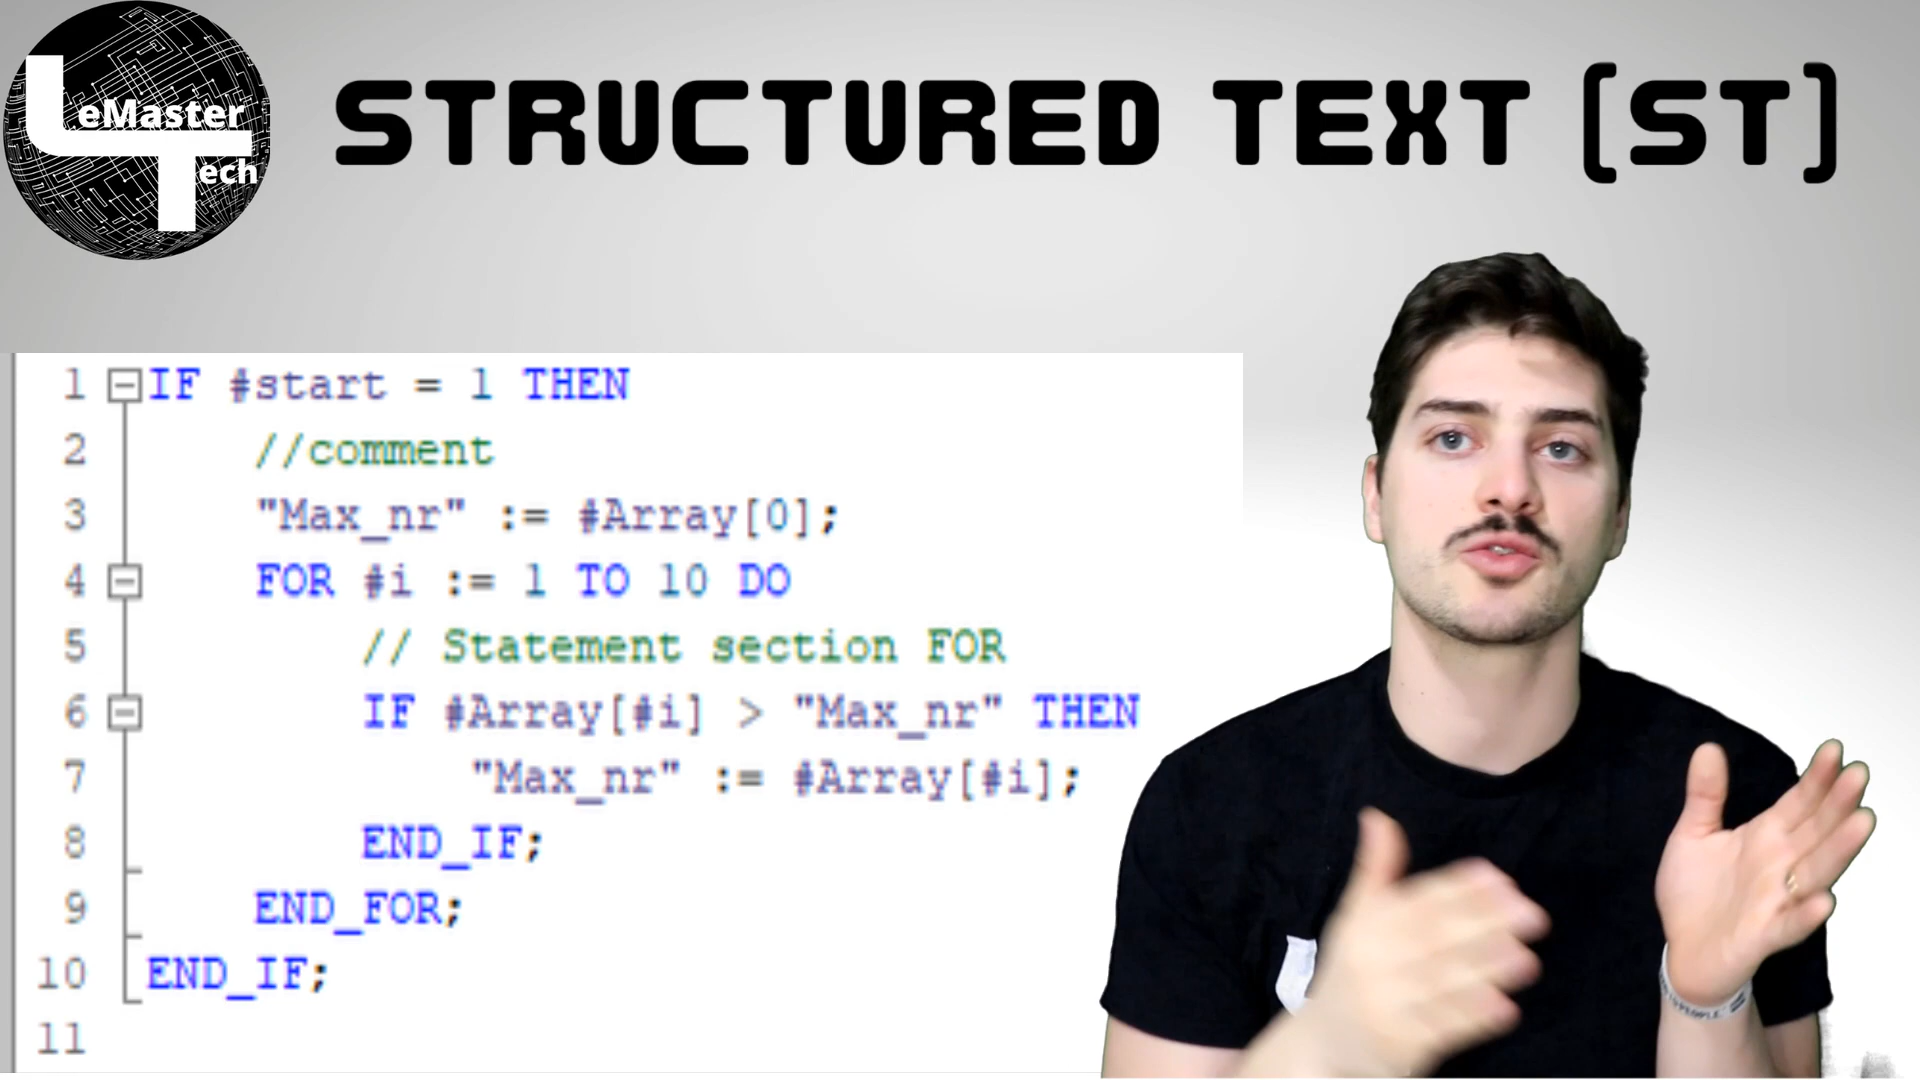 LeMaster
Tech
STRUCTURED TEXT (ST)
1 IF #start = 1 THEN
2 //comment
3 "Max_nr" := #Array[0];
4 FOR #i := 1 TO 10 DO
5 // Statement section FOR
6 IF #Array[#i] > "Max_nr" THEN
7 "Max_nr" := #Array[#i];
8 END_IF;
9 END_FOR;
10 END_IF;
11